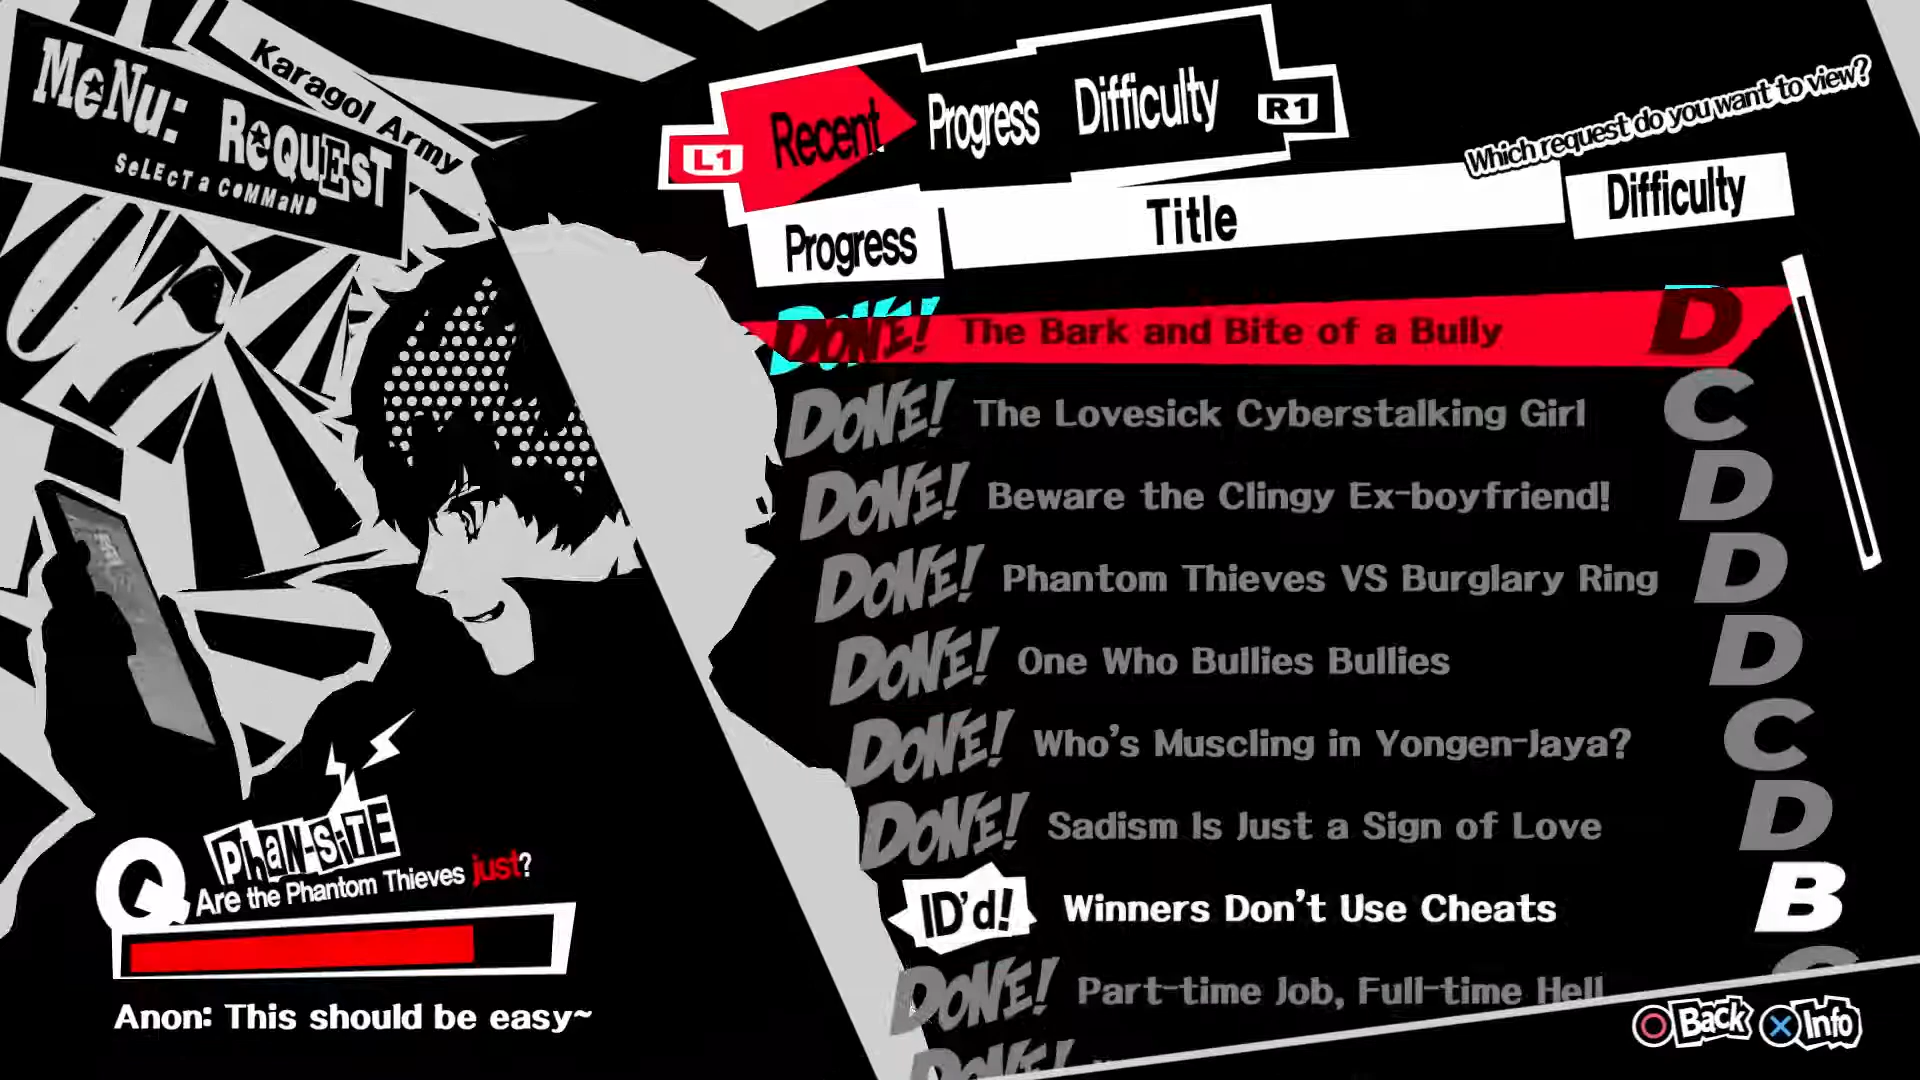 MeNu: ReQUEST
SeLEcT a CoMMaND
Karagol Army
L1 Recent Progress Difficulty R1
Which request do you want to view?
Progress Title Difficulty
DONE! The Bark and Bite of a Bully D
DONE! The Lovesick Cyberstalking Girl C
DONE! Beware the Clingy Ex-boyfriend! D
DONE! Phantom Thieves VS Burglary Ring D
DONE! One Who Bullies Bullies D
DONE! Who's Muscling in Yongen-Jaya? C
DONE! Sadism Is Just a Sign of Love D
ID'd! Winners Don't Use Cheats B
DONE! Part-time Job, Full-time Hell
DONE!
PhaN-SiTE
Q Are the Phantom Thieves just?
Anon: This should be easy~
Back Info